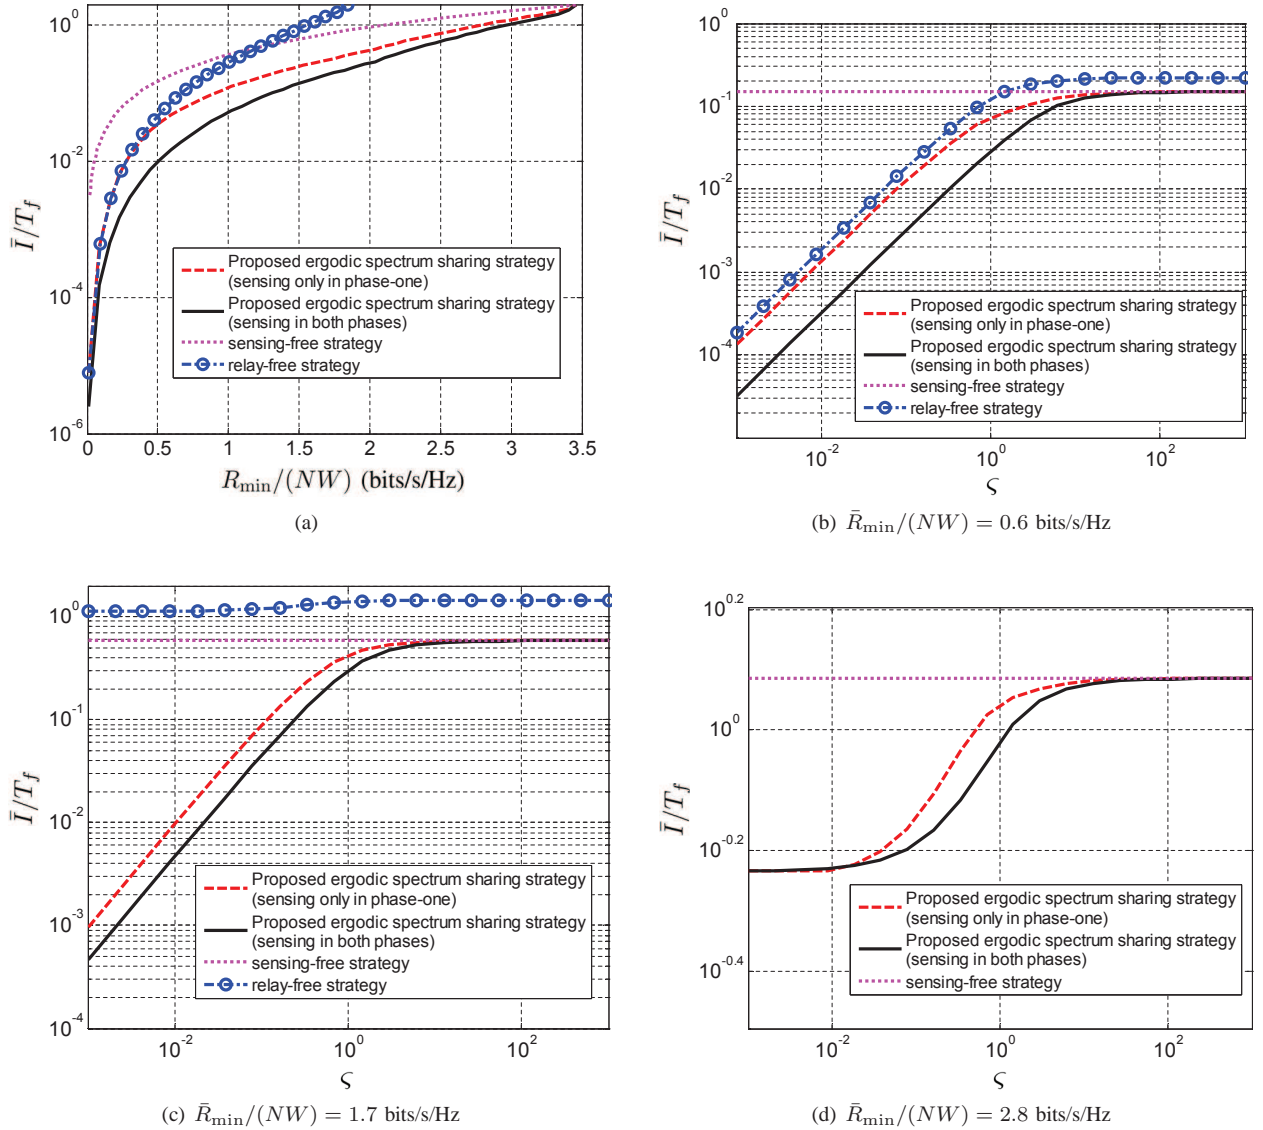 10^0
10^-2
10^-4
10^-6
Ī/T_f
0 0.5 1 1.5 2 2.5 3 3.5
R_min/(NW) (bits/s/Hz)
Proposed ergodic spectrum sharing strategy
(sensing only in phase-one)
Proposed ergodic spectrum sharing strategy
(sensing in both phases)
sensing-free strategy
relay-free strategy
(a)
10^0
10^-1
10^-2
10^-3
10^-4
Ī/T_f
10^-2 10^0 10^2
ς
Proposed ergodic spectrum sharing strategy
(sensing only in phase-one)
Proposed ergodic spectrum sharing strategy
(sensing in both phases)
sensing-free strategy
relay-free strategy
(b) R̄_min/(NW) = 0.6 bits/s/Hz
10^0
10^-1
10^-2
10^-3
10^-4
Ī/T_f
10^-2 10^0 10^2
ς
Proposed ergodic spectrum sharing strategy
(sensing only in phase-one)
Proposed ergodic spectrum sharing strategy
(sensing in both phases)
sensing-free strategy
relay-free strategy
(c) R̄_min/(NW) = 1.7 bits/s/Hz
10^0.2
10^0
10^-0.2
10^-0.4
Ī/T_f
10^-2 10^0 10^2
ς
Proposed ergodic spectrum sharing strategy
(sensing only in phase-one)
Proposed ergodic spectrum sharing strategy
(sensing in both phases)
sensing-free strategy
(d) R̄_min/(NW) = 2.8 bits/s/Hz